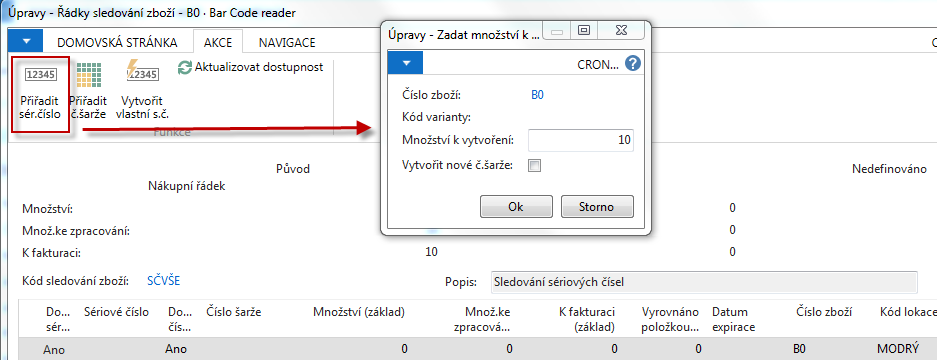 Úpravy - Řádky sledování zboží - B0 · Bar Code reader
DOMOVSKÁ STRÁNKA AKCE NAVIGACE
12345
Přiřadit sér.číslo
Přiřadit č.šarže
12345
Vytvořit vlastní s.č.
Aktualizovat dostupnost
Funkce
Úpravy - Zadat množství k ...
CRON...
Číslo zboží: B0
Kód varianty:
Množství k vytvoření: 10
Vytvořit nové č.šarže:
Ok Storno
Původ Nedefinováno
Nákupní řádek
Množství: 0
Množ.ke zpracování: 0
K fakturaci: 10 0
Kód sledování zboží: SČVŠE Popis: Sledování sériových čísel
Do... sér... Sériové číslo Do... čís... Číslo šarže Množství (základ) Množ.ke zpracová... K fakturaci (základ) Vyrovnáno položkou... Datum expirace Číslo zboží Kód lokace
Ano Ano 0 0 0 0 B0 MODRÝ